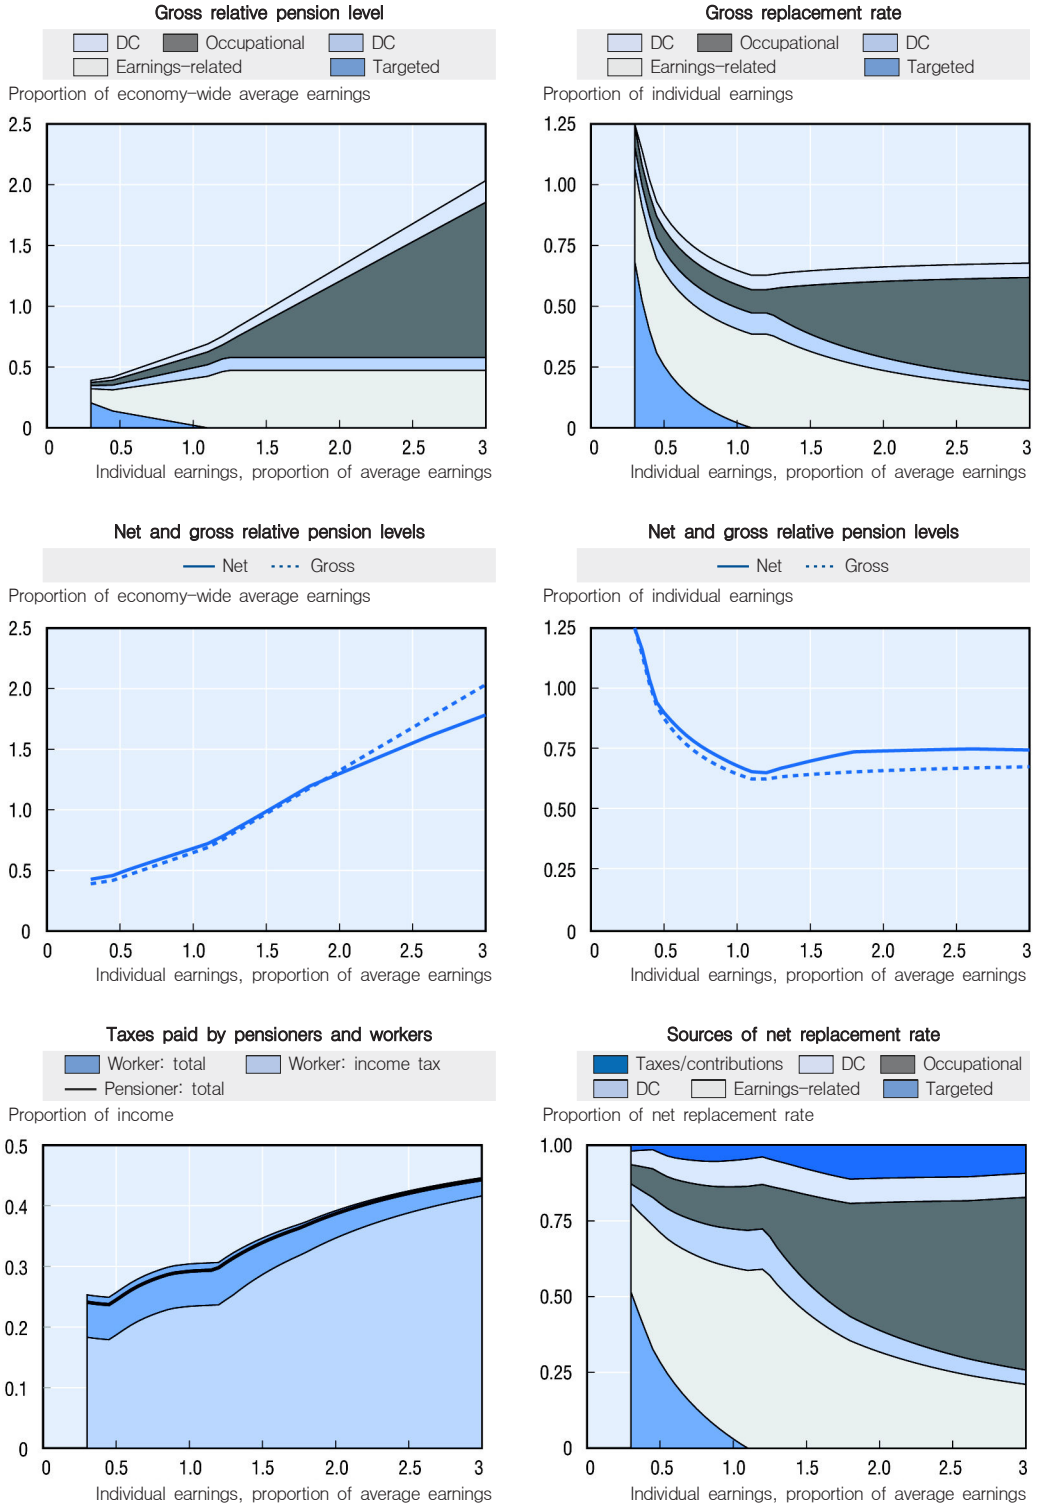 Gross relative pension level
DC Occupational DC
Earnings-related Targeted
Proportion of economy-wide average earnings
2.5
2.0
1.5
1.0
0.5
0
0 0.5 1.0 1.5 2.0 2.5 3
Individual earnings, proportion of average earnings
Gross replacement rate
DC Occupational DC
Earnings-related Targeted
Proportion of individual earnings
1.25
1.00
0.75
0.50
0.25
0
0 0.5 1.0 1.5 2.0 2.5 3
Individual earnings, proportion of average earnings
Net and gross relative pension levels
Net Gross
Proportion of economy-wide average earnings
2.5
2.0
1.5
1.0
0.5
0
0 0.5 1.0 1.5 2.0 2.5 3
Individual earnings, proportion of average earnings
Net and gross relative pension levels
Net Gross
Proportion of individual earnings
1.25
1.00
0.75
0.50
0.25
0
0 0.5 1.0 1.5 2.0 2.5 3
Individual earnings, proportion of average earnings
Taxes paid by pensioners and workers
Worker: total Worker: income tax
Pensioner: total
Proportion of income
0.5
0.4
0.3
0.2
0.1
0
0 0.5 1.0 1.5 2.0 2.5 3
Individual earnings, proportion of average earnings
Sources of net replacement rate
Taxes/contributions DC Occupational
DC Earnings-related Targeted
Proportion of net replacement rate
1.00
0.75
0.50
0.25
0
0 0.5 1.0 1.5 2.0 2.5 3
Individual earnings, proportion of average earnings